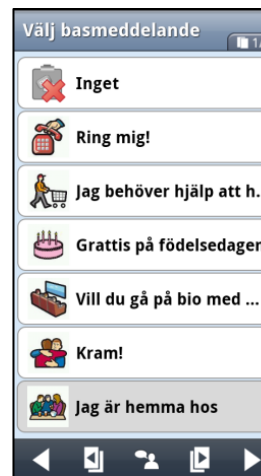 Välj basmeddelande
1/
Inget
Ring mig!
Jag behöver hjälp att h..
Grattis på födelsedagen
Vill du gå på bio med ...
Kram!
Jag är hemma hos